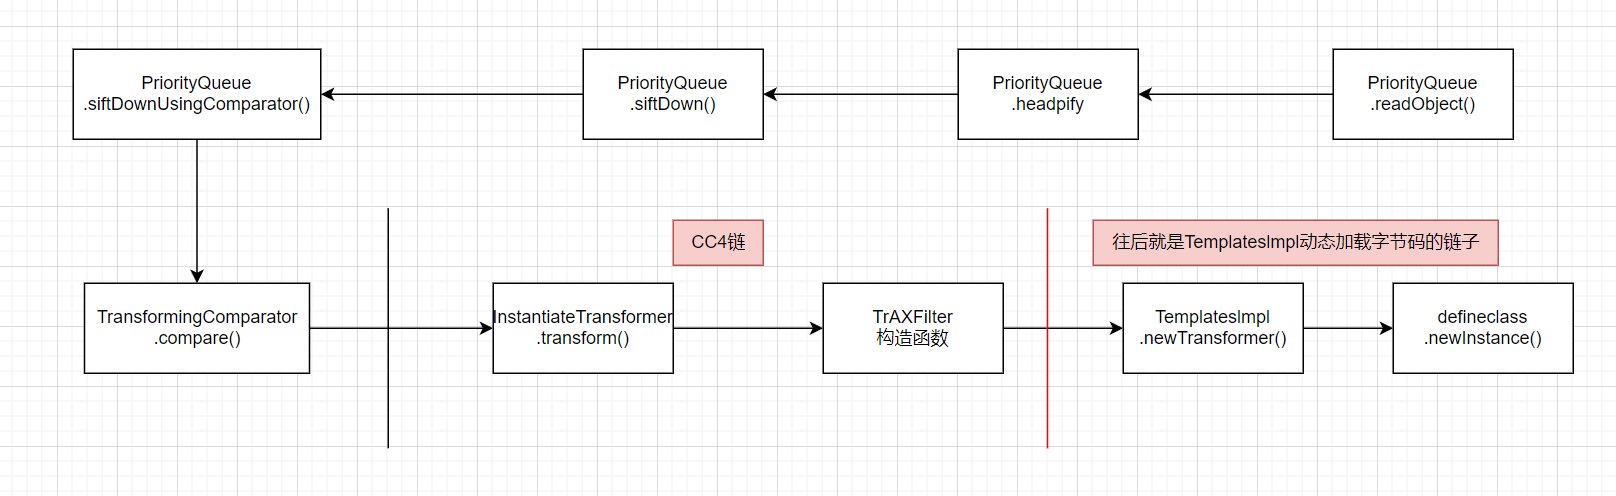 PriorityQueue
.siftDownUsingComparator()
PriorityQueue
.siftDown()
PriorityQueue
.headpify
PriorityQueue
.readObject()
CC4链
往后就是TemplatesImpl动态加载字节码的链子
TransformingComparator
.compare()
InstantiateTransformer
.transform()
TrAXFilter
构造函数
TemplatesImpl
.newTransformer()
defineclass
.newInstance()